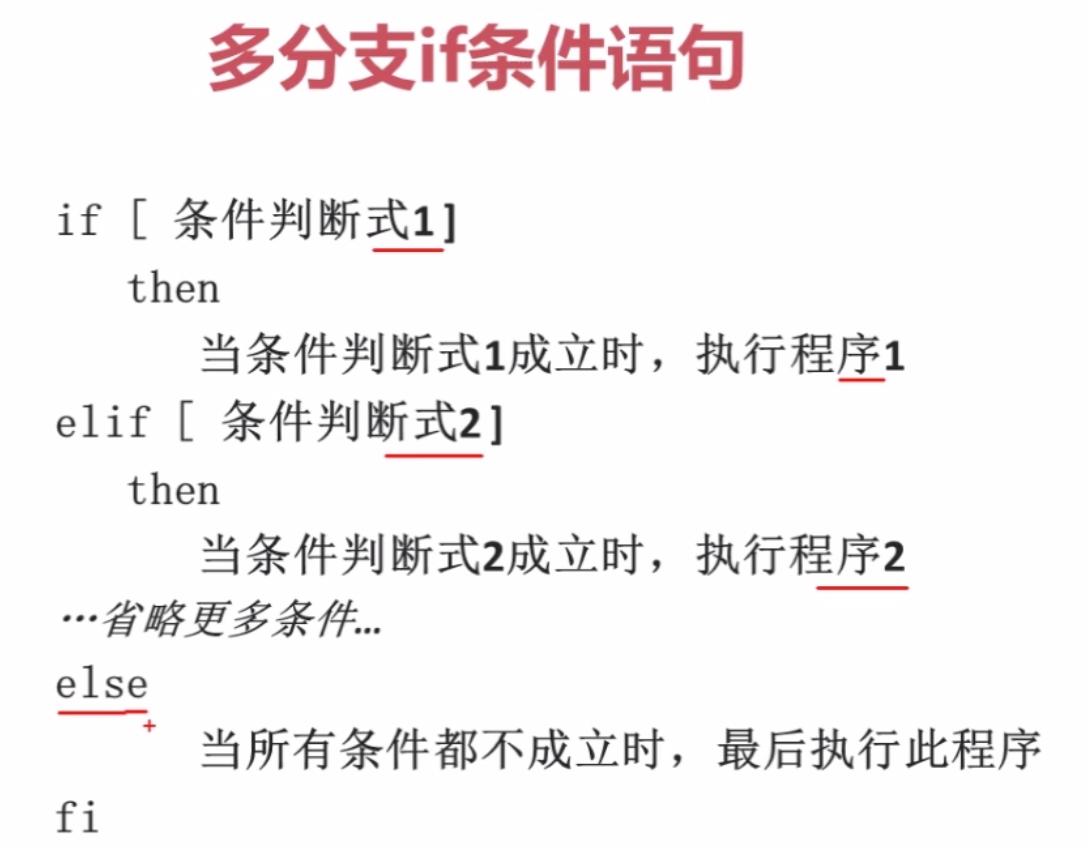 多分支if条件语句
if [ 条件判断式1]
then
当条件判断式1成立时，执行程序1
elif [ 条件判断式2]
then
当条件判断式2成立时，执行程序2
…省略更多条件…
else
当所有条件都不成立时，最后执行此程序
fi